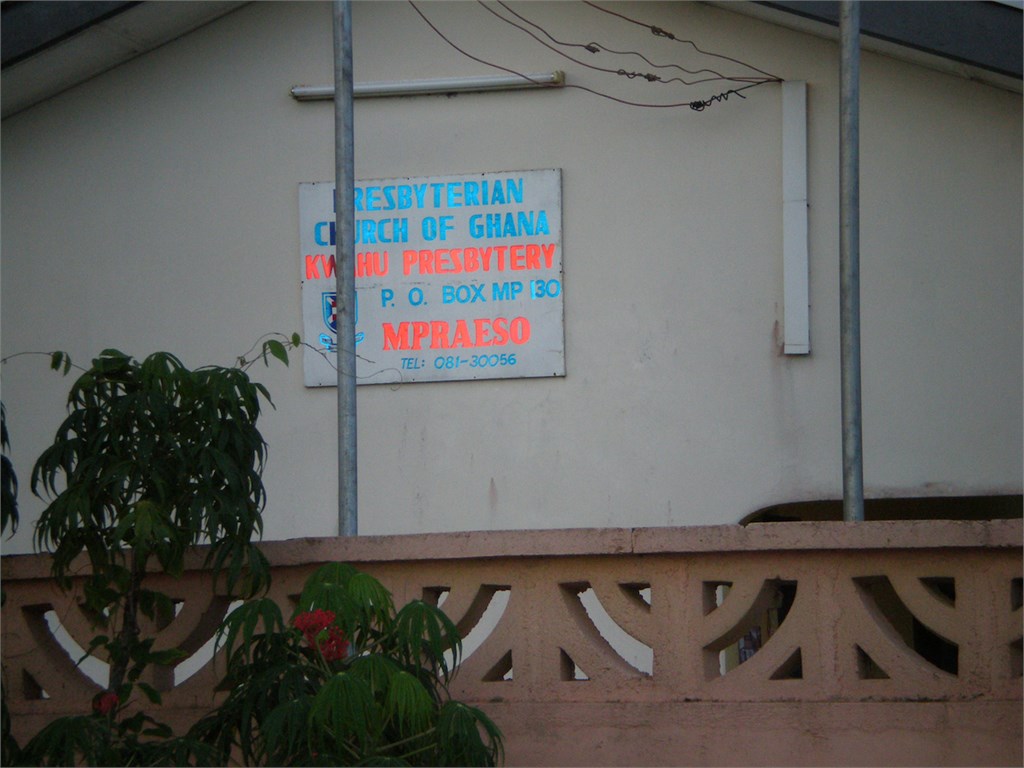 PRESBYTERIAN
CHURCH OF GHANA
KWAHU PRESBYTERY
P. O. BOX MP 130
MPRAESO
TEL: 081-30056